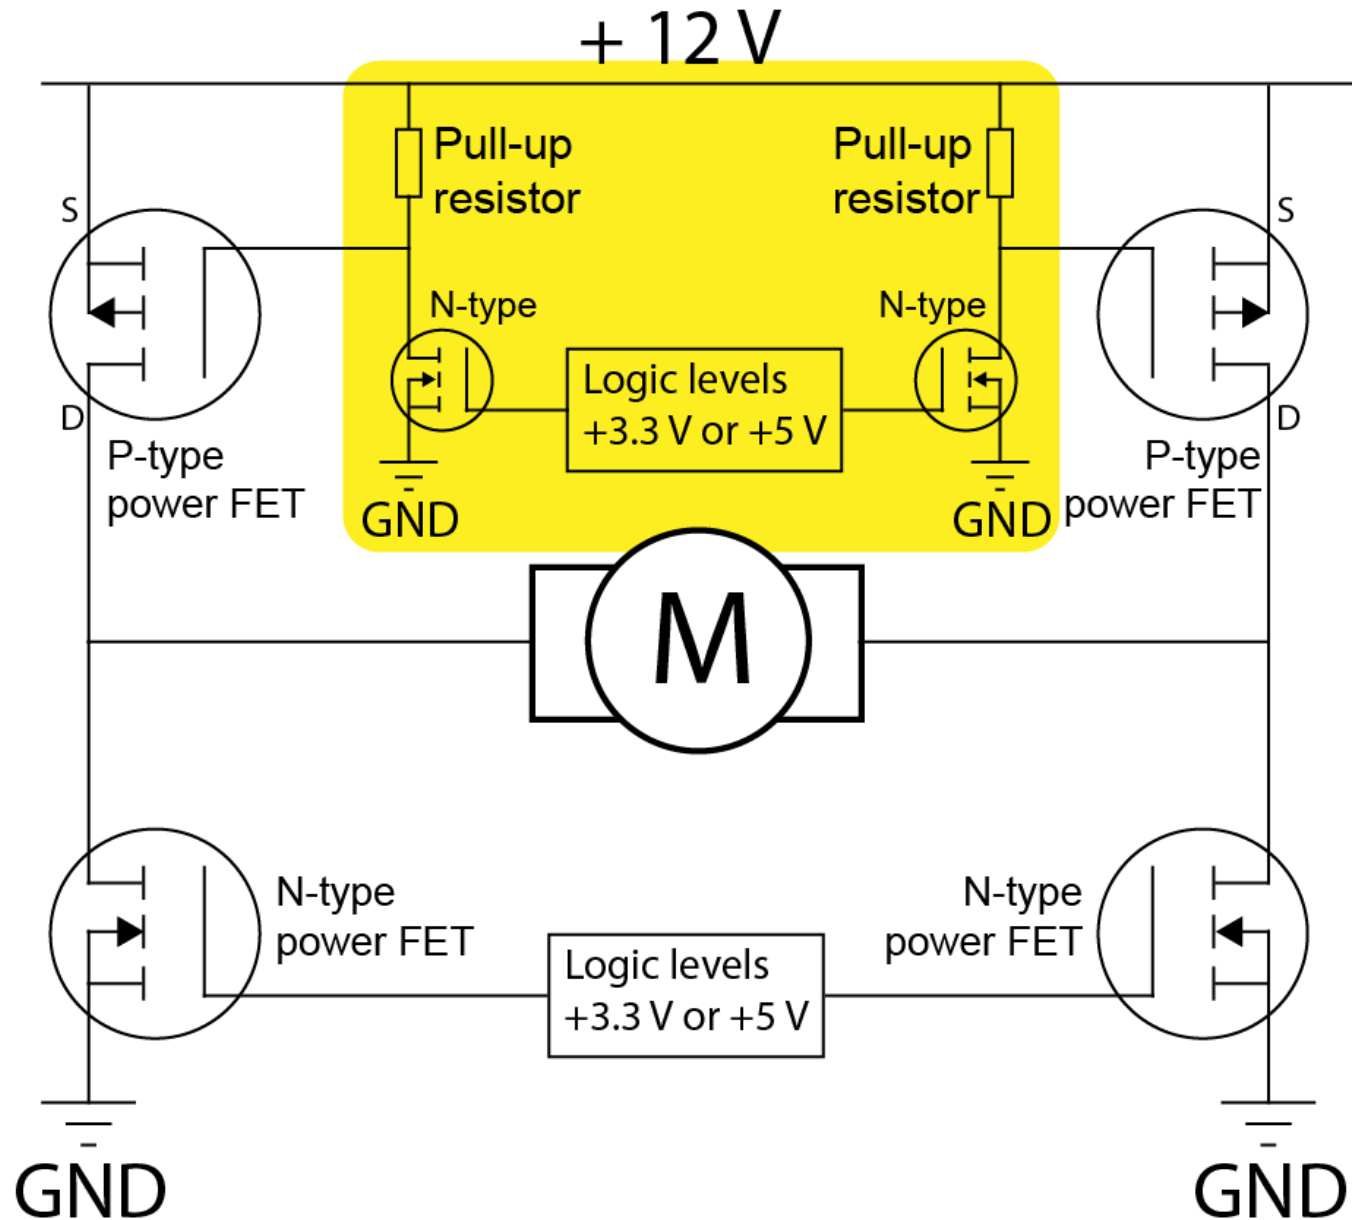 + 12 V
Pull-up
resistor
Pull-up
resistor
S
S
N-type
N-type
Logic levels
+3.3 V or +5 V
D
D
P-type
power FET
P-type
power FET
GND
GND
M
N-type
power FET
N-type
power FET
Logic levels
+3.3 V or +5 V
GND
GND